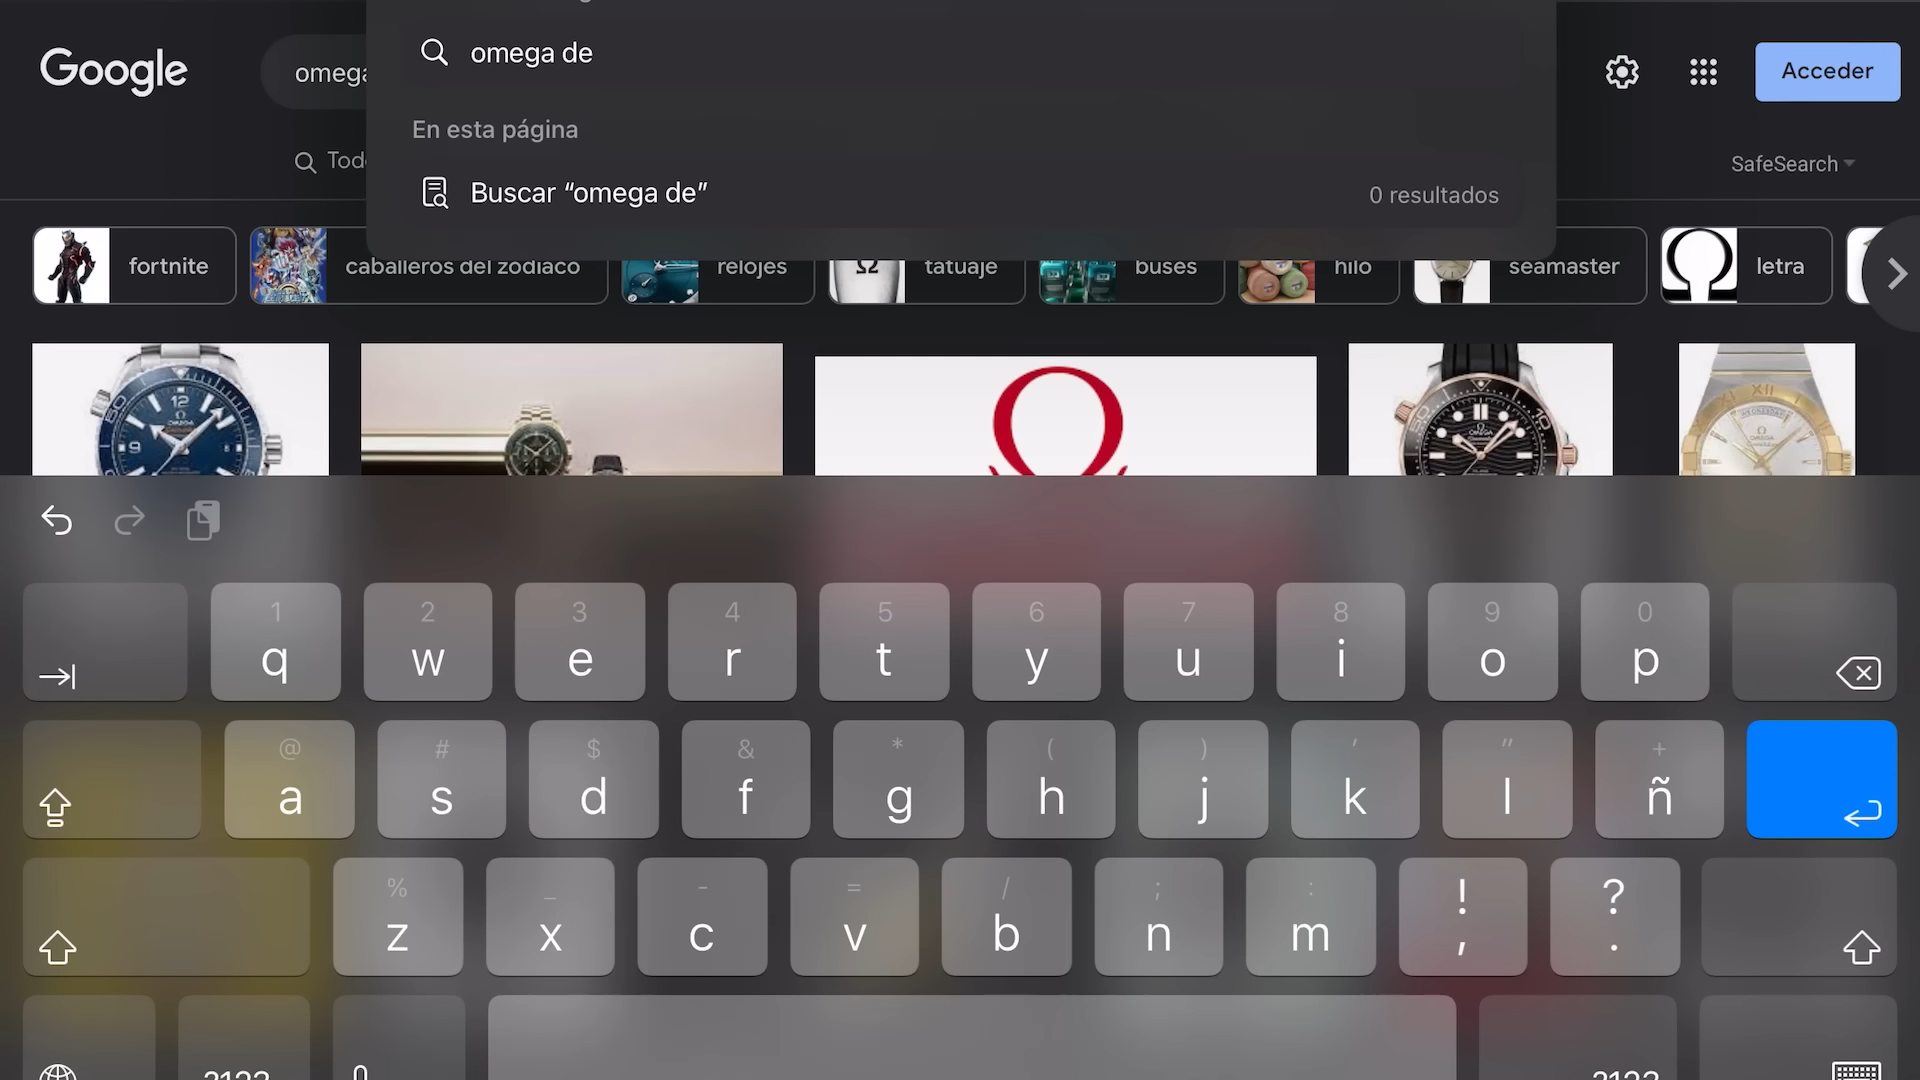 Google
omega
omega de
Acceder
En esta página
Tod
Buscar “omega de”
0 resultados
SafeSearch
fortnite
caballeros del zodiaco
relojes
tatuaje
buses
hilo
seamaster
letra
1 2 3 4 5 6 7 8 9 0
q w e r t y u i o p
@ # $ & * ( ) ' " +
a s d f g h j k l ñ
% _ - = / ; : ! ?
z x c v b n m , .